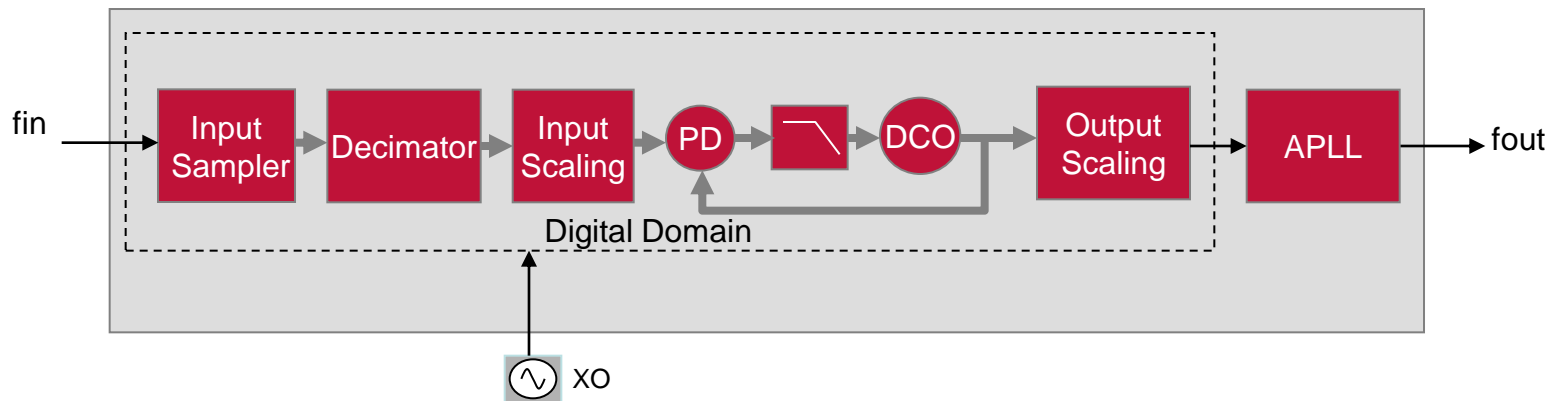 fin
Input
Sampler
Decimator
Input
Scaling
PD
DCO
Output
Scaling
APLL
fout
Digital Domain
XO